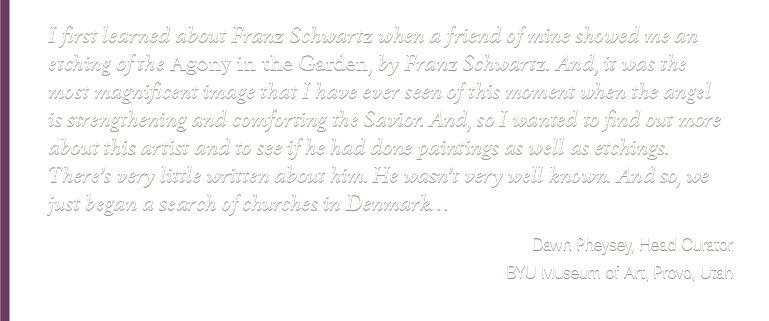 I first learned about Franz Schwartz when a friend of mine showed me an
etching of the Agony in the Garden, by Franz Schwartz. And, it was the
most magnificent image that I have ever seen of this moment when the angel
is strengthening and comforting the Savior. And, so I wanted to find out more
about this artist and to see if he had done paintings as well as etchings.
There's very little written about him. He wasn't very well known. And so, we
just began a search of churches in Denmark…
Dawn Pheysey, Head Curator
BYU Museum of Art, Provo, Utah